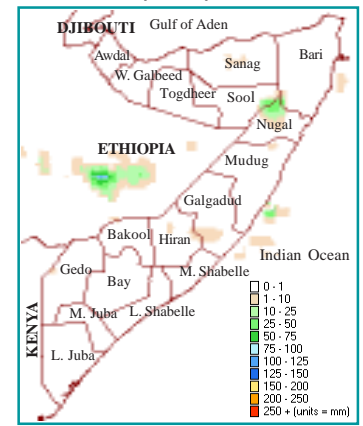 DJIBOUTI
Gulf of Aden
Awdal
Bari
Sanag
W. Galbeed
Togdheer
Sool
Nugal
ETHIOPIA
Mudug
Galgadud
Bakool
Hiran
Indian Ocean
Gedo
Bay
M. Shabelle
L. Shabelle
M. Juba
KENYA
L. Juba
0 - 1
1 - 10
10 - 25
25 - 50
50 - 75
75 - 100
100 - 125
125 - 150
150 - 200
200 - 250
250 + (units = mm)